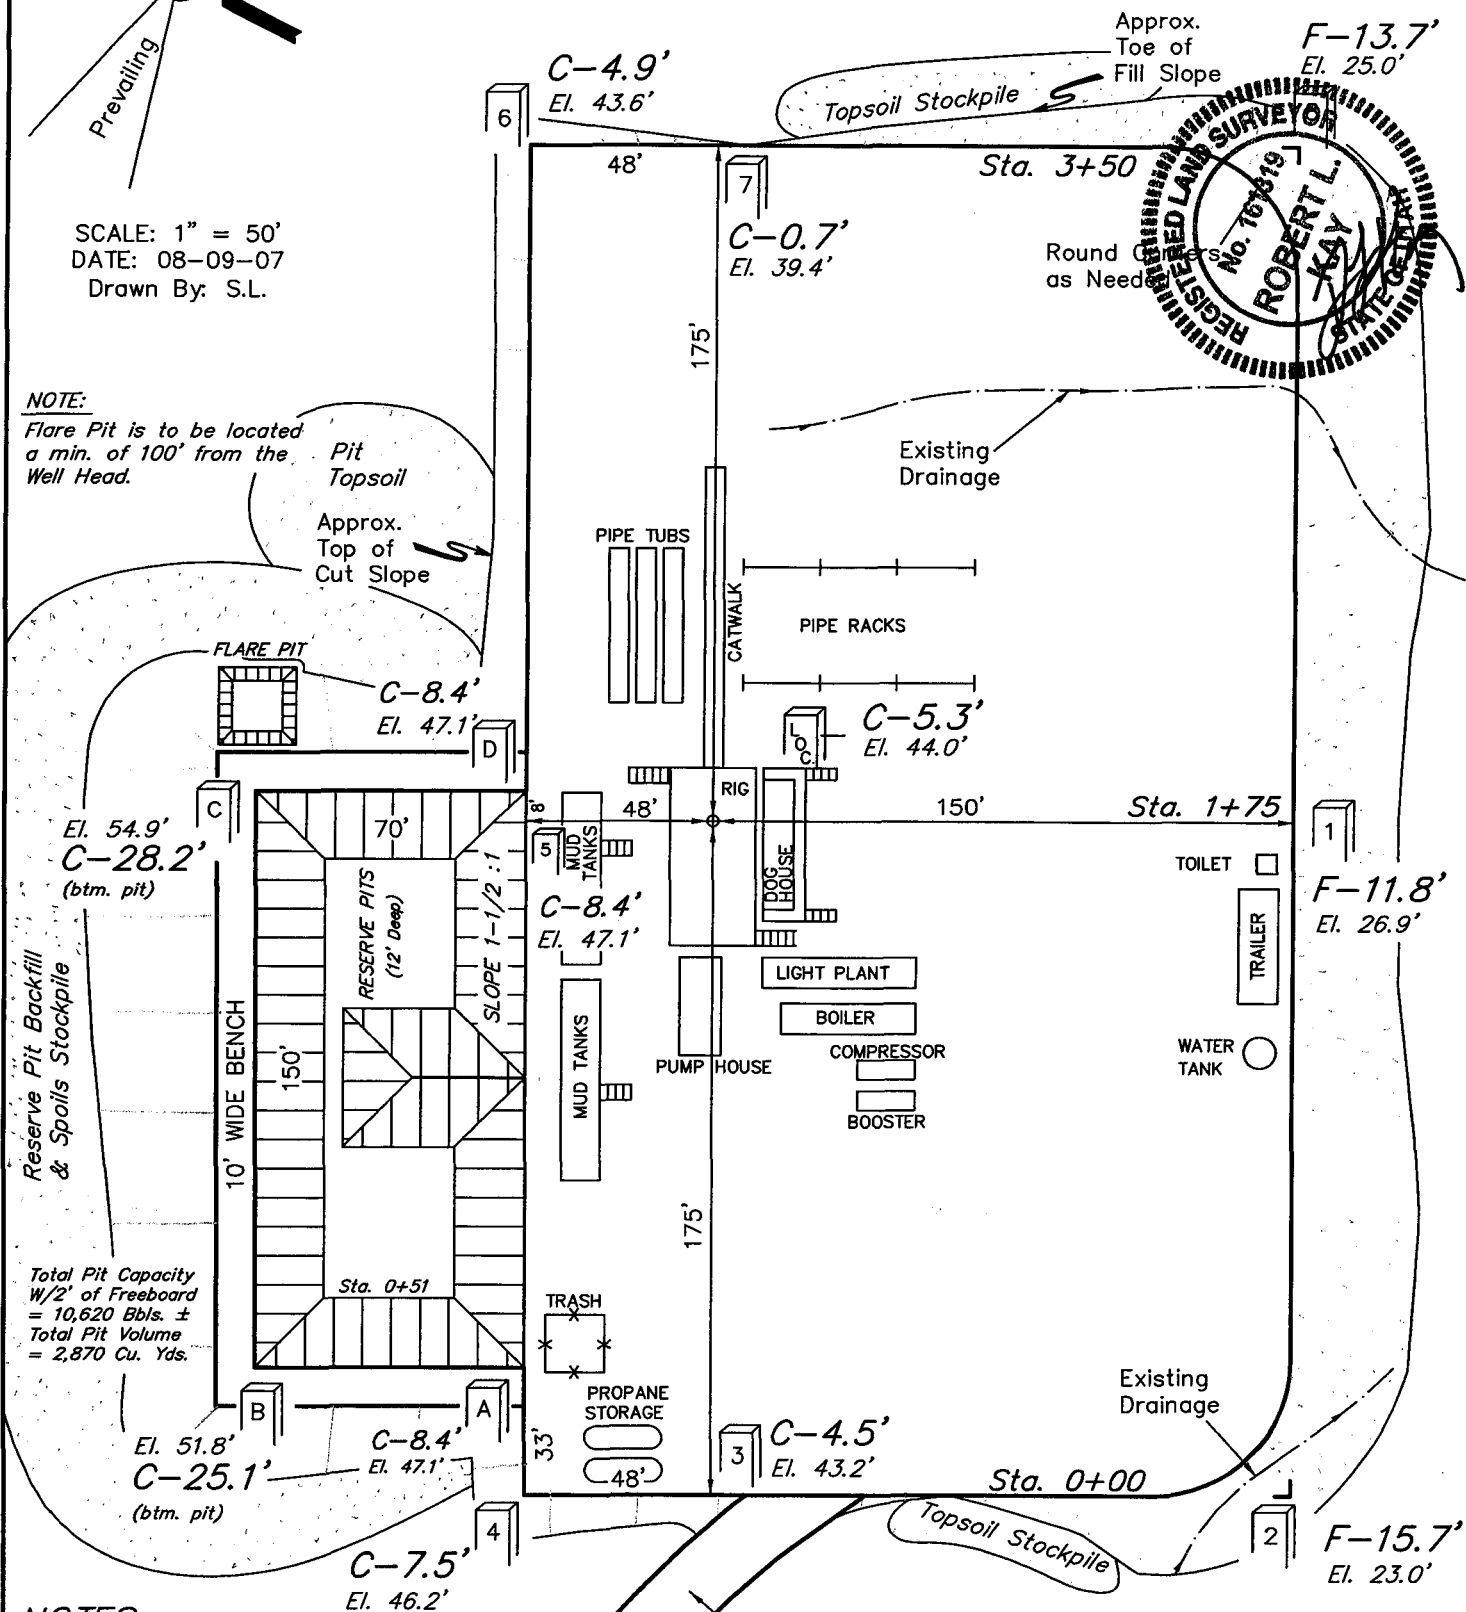 Approx.
Toe of
Fill Slope
F-13.7'
El. 25.0'
C-4.9'
El. 43.6'
Prevailing
6
Topsoil Stockpile
REGISTERED LAND SURVEYOR
No. 161319
ROBERT L.
KAY
STATE OF UTAH
48'
7
Sta. 3+50
SCALE: 1" = 50'
DATE: 08-09-07
Drawn By: S.L.
C-0.7'
El. 39.4'
Round Corners
as Needed
175'
NOTE:
Flare Pit is to be located
a min. of 100' from the
Well Head.
Pit
Topsoil
Existing
Drainage
Approx.
Top of
Cut Slope
PIPE TUBS
CATWALK
PIPE RACKS
FLARE PIT
C-8.4'
El. 47.1'
D
L
O
C.
C-5.3'
El. 44.0'
C
El. 54.9'
C-28.2'
(btm. pit)
70'
8'
48'
RIG
150'
Sta. 1+75
1
5
MUD
TANKS
DOG
HOUSE
TOILET
F-11.8'
El. 26.9'
RESERVE PITS
(12' Deep)
SLOPE 1-1/2 :1
C-8.4'
El. 47.1'
TRAILER
LIGHT PLANT
BOILER
Reserve Pit Backfill
& Spoils Stockpile
10' WIDE BENCH
150'
MUD TANKS
PUMP HOUSE
COMPRESSOR
BOOSTER
WATER
TANK
175'
Total Pit Capacity
W/2' of Freeboard
= 10,620 Bbls. ±
Total Pit Volume
= 2,870 Cu. Yds.
Sta. 0+51
TRASH
Existing
Drainage
B
A
PROPANE
STORAGE
El. 51.8'
C-25.1'
(btm. pit)
C-8.4'
El. 47.1'
33'
48'
3
C-4.5'
El. 43.2'
Sta. 0+00
4
C-7.5'
El. 46.2'
Topsoil Stockpile
2
F-15.7'
El. 23.0'